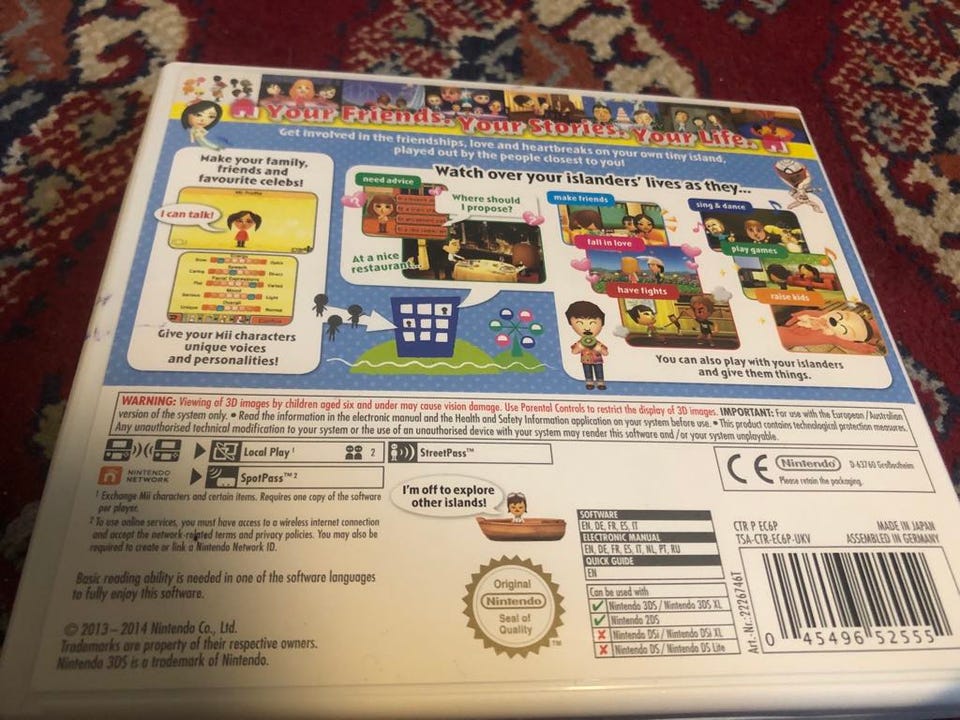 Your Friends. Your Stories. Your Life.
Get involved in the friendships, love and heartbreaks on your own tiny island,
played out by the people closest to you!
Make your family,
friends and
favourite celebs!
I can talk!
Give your Mii characters
unique voices
and personalities!
Watch over your islanders' lives as they...
need advice
Where should
I propose?
At a nice
restaurant.
make friends
fall in love
have fights
sing & dance
play games
raise kids
You can also play with your islanders
and give them things.
WARNING: Viewing of 3D images by children aged six and under may cause vision damage. Use Parental Controls to restrict the display of 3D images. IMPORTANT: For use with the European / Australian
version of the system only. • Read the information in the electronic manual and the Health and Safety Information application on your system before use. • This product contains technological protection measures.
Any unauthorised technical modification to your system or the use of an unauthorised device with your system may render this software and/or your system unplayable.
Local Play 1
2
StreetPass™
NINTENDO
NETWORK
SpotPass™ 2
1 Exchange Mii characters and certain items. Requires one copy of the software
per player.
2 To use online services, you must have access to a wireless internet connection
and accept the network-related terms and privacy policies. You may also be
required to create or link a Nintendo Network ID.
Basic reading ability is needed in one of the software languages
to fully enjoy this software.
© 2013–2014 Nintendo Co., Ltd.
Trademarks are property of their respective owners.
Nintendo 3DS is a trademark of Nintendo.
I'm off to explore
other islands!
Original
Nintendo
Seal of
Quality
TM
SOFTWARE
EN, DE, FR, ES, IT
ELECTRONIC MANUAL
EN, DE, FR, ES, IT, NL, PT, RU
QUICK GUIDE
EN
Can be used with
Nintendo 3DS / Nintendo 3DS XL
Nintendo 2DS
Nintendo DSi / Nintendo DSi XL
Nintendo DS / Nintendo DS Lite
CE
Nintendo
D-63760 Großostheim
Please retain the packaging.
CTR P EC6P
TSA-CTR-EC6P-UKV
MADE IN JAPAN
ASSEMBLED IN GERMANY
Art.-Nr.: 2226746T
0 45496 52555